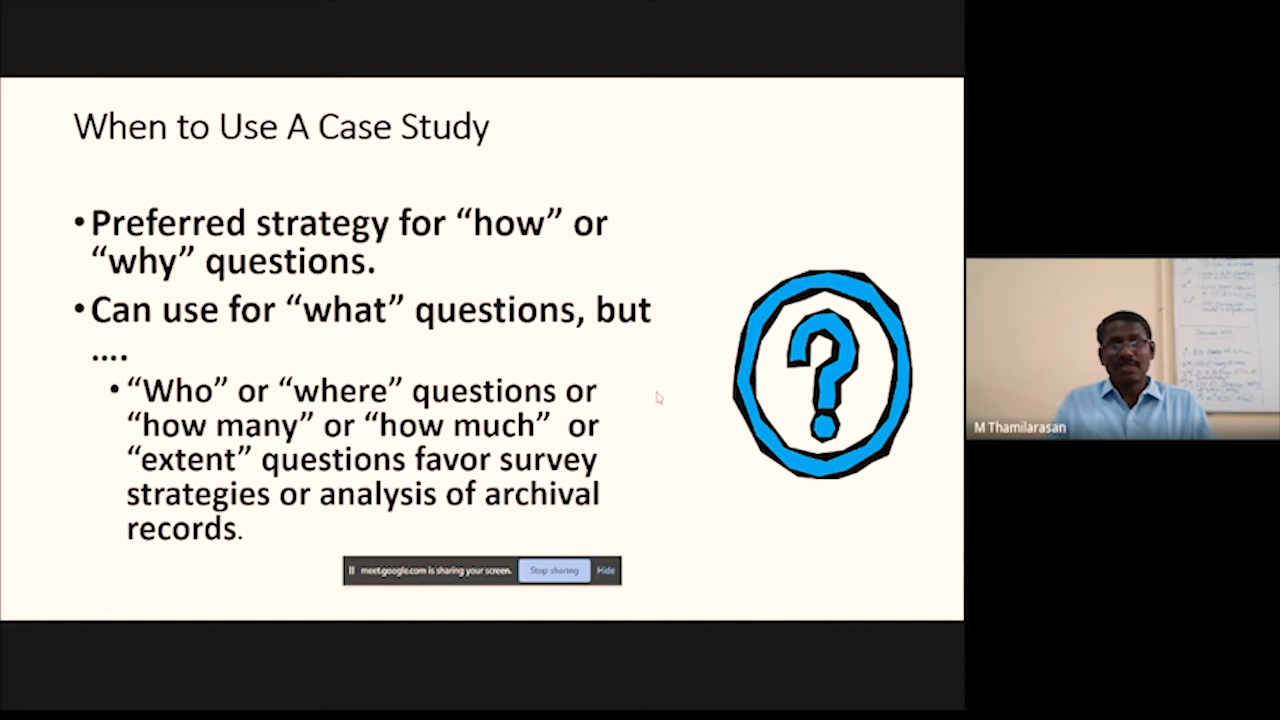 When to Use A Case Study
•Preferred strategy for “how” or
“why” questions.
•Can use for “what” questions, but
....
•“Who” or “where” questions or
“how many” or “how much” or
“extent” questions favor survey
strategies or analysis of archival
records.
meet.google.com is sharing your screen. Stop sharing Hide
M Thamilarasan